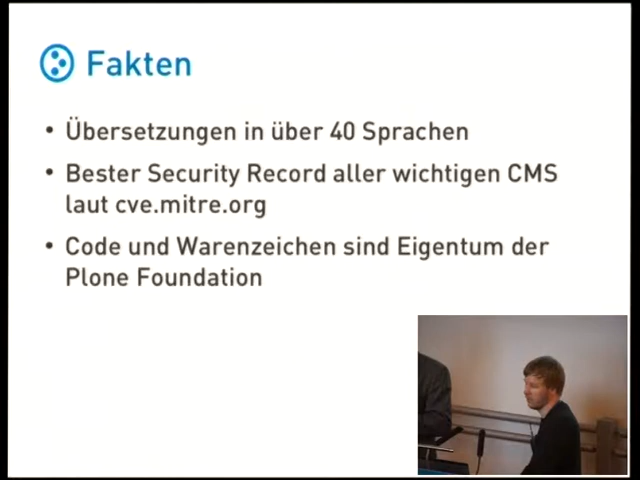 Fakten
• Übersetzungen in über 40 Sprachen
• Bester Security Record aller wichtigen CMS
laut cve.mitre.org
• Code und Warenzeichen sind Eigentum der
Plone Foundation